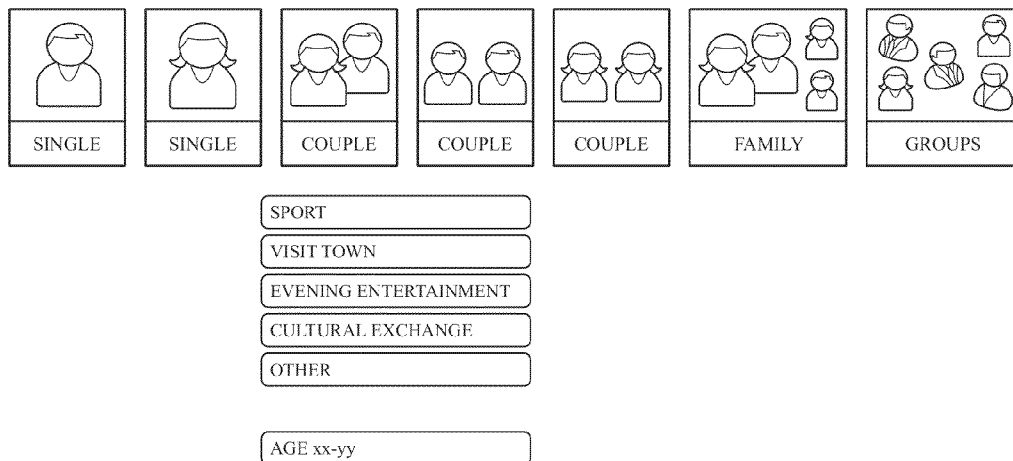 SINGLE SINGLE COUPLE COUPLE COUPLE FAMILY GROUPS
SPORT
VISIT TOWN
EVENING ENTERTAINMENT
CULTURAL EXCHANGE
OTHER
AGE xx-yy